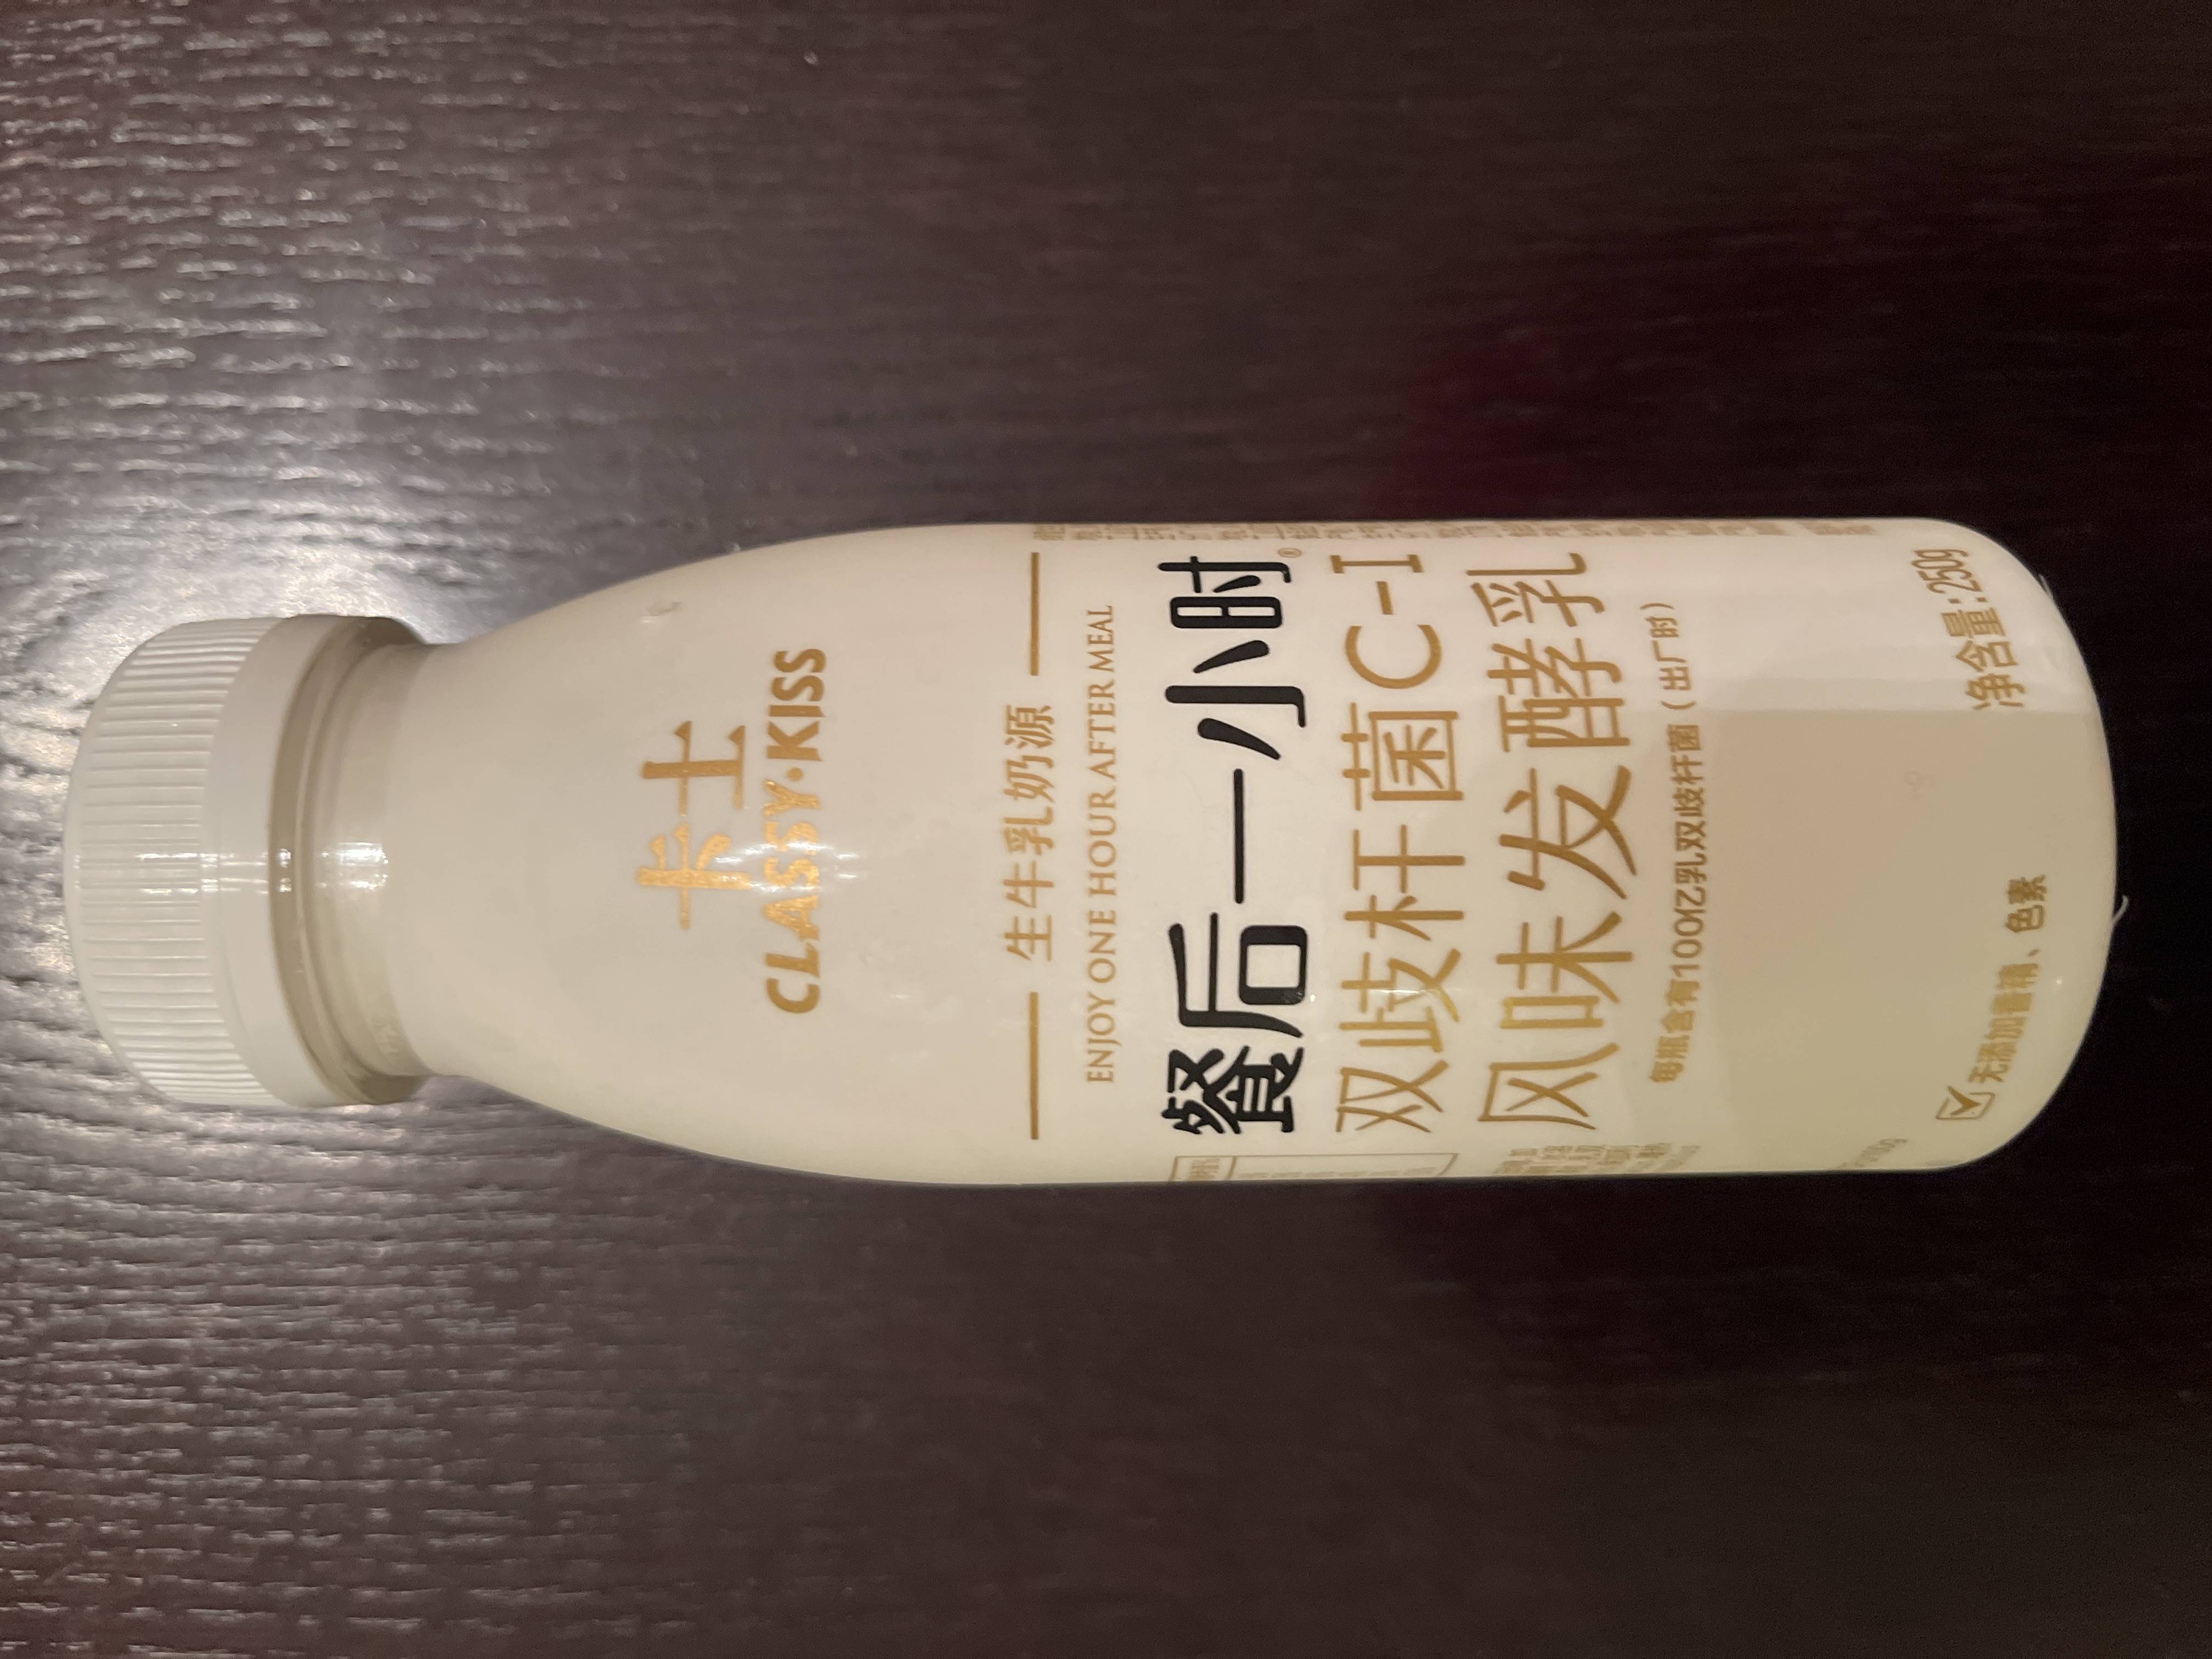 卡士
CLASSY·KISS
生牛乳奶源
ENJOY ONE HOUR AFTER MEAL
餐后一小时®
双歧杆菌C-I
风味发酵乳
每瓶含有100亿乳双歧杆菌（出厂时）
无添加香精、色素
净含量:250g